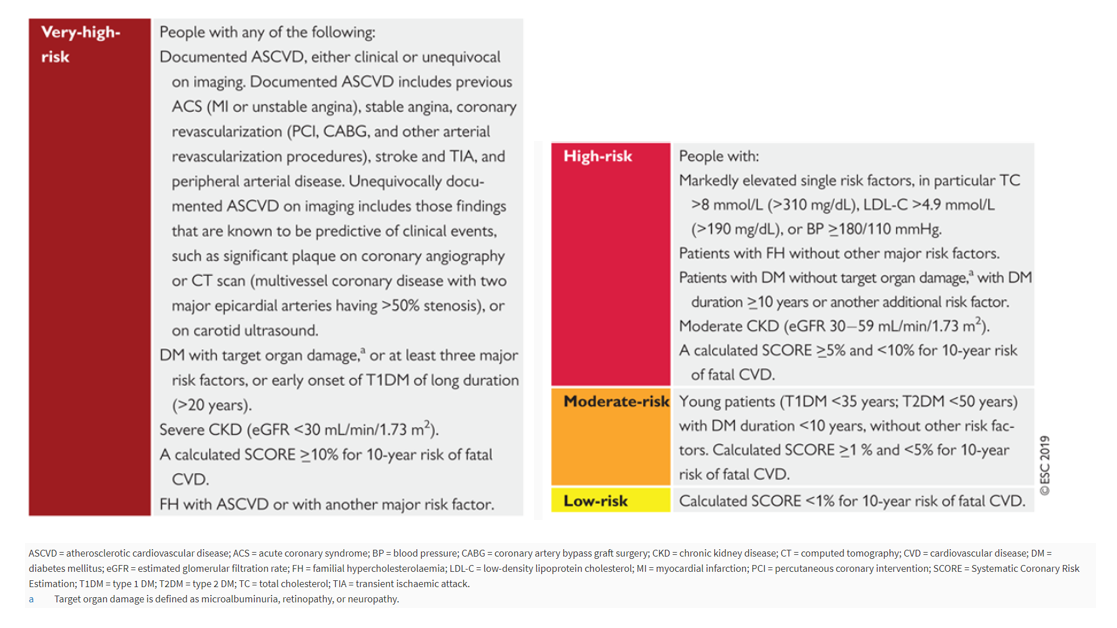 Very-high-
risk
People with any of the following:
Documented ASCVD, either clinical or unequivocal
on imaging. Documented ASCVD includes previous
ACS (MI or unstable angina), stable angina, coronary
revascularization (PCI, CABG, and other arterial
revascularization procedures), stroke and TIA, and
peripheral arterial disease. Unequivocally docu-
mented ASCVD on imaging includes those findings
that are known to be predictive of clinical events,
such as significant plaque on coronary angiography
or CT scan (multivessel coronary disease with two
major epicardial arteries having >50% stenosis), or
on carotid ultrasound.
DM with target organ damage,ᵃ or at least three major
risk factors, or early onset of T1DM of long duration
(>20 years).
Severe CKD (eGFR <30 mL/min/1.73 m²).
A calculated SCORE ≥10% for 10-year risk of fatal
CVD.
FH with ASCVD or with another major risk factor.
High-risk
People with:
Markedly elevated single risk factors, in particular TC
>8 mmol/L (>310 mg/dL), LDL-C >4.9 mmol/L
(>190 mg/dL), or BP ≥180/110 mmHg.
Patients with FH without other major risk factors.
Patients with DM without target organ damage,ᵃ with DM
duration ≥10 years or another additional risk factor.
Moderate CKD (eGFR 30–59 mL/min/1.73 m²).
A calculated SCORE ≥5% and <10% for 10-year risk
of fatal CVD.
Moderate-risk
Young patients (T1DM <35 years; T2DM <50 years)
with DM duration <10 years, without other risk fac-
tors. Calculated SCORE ≥1 % and <5% for 10-year
risk of fatal CVD.
Low-risk
Calculated SCORE <1% for 10-year risk of fatal CVD.
©ESC 2019
ASCVD = atherosclerotic cardiovascular disease; ACS = acute coronary syndrome; BP = blood pressure; CABG = coronary artery bypass graft surgery; CKD = chronic kidney disease; CT = computed tomography; CVD = cardiovascular disease; DM =
diabetes mellitus; eGFR = estimated glomerular filtration rate; FH = familial hypercholesterolaemia; LDL-C = low-density lipoprotein cholesterol; MI = myocardial infarction; PCI = percutaneous coronary intervention; SCORE = Systematic Coronary Risk
Estimation; T1DM = type 1 DM; T2DM = type 2 DM; TC = total cholesterol; TIA = transient ischaemic attack.
a Target organ damage is defined as microalbuminuria, retinopathy, or neuropathy.